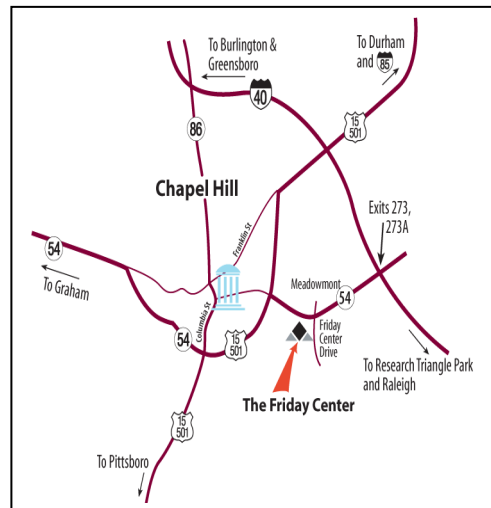 To Durham
and 85
To Burlington &
Greensboro
40
15
501
86
Chapel Hill
Exits 273,
273A
Franklin St
54
To Graham
Meadowmont
54
Columbia St
Friday
Center
Drive
54
15
501
To Research Triangle Park
and Raleigh
The Friday Center
15
501
To Pittsboro